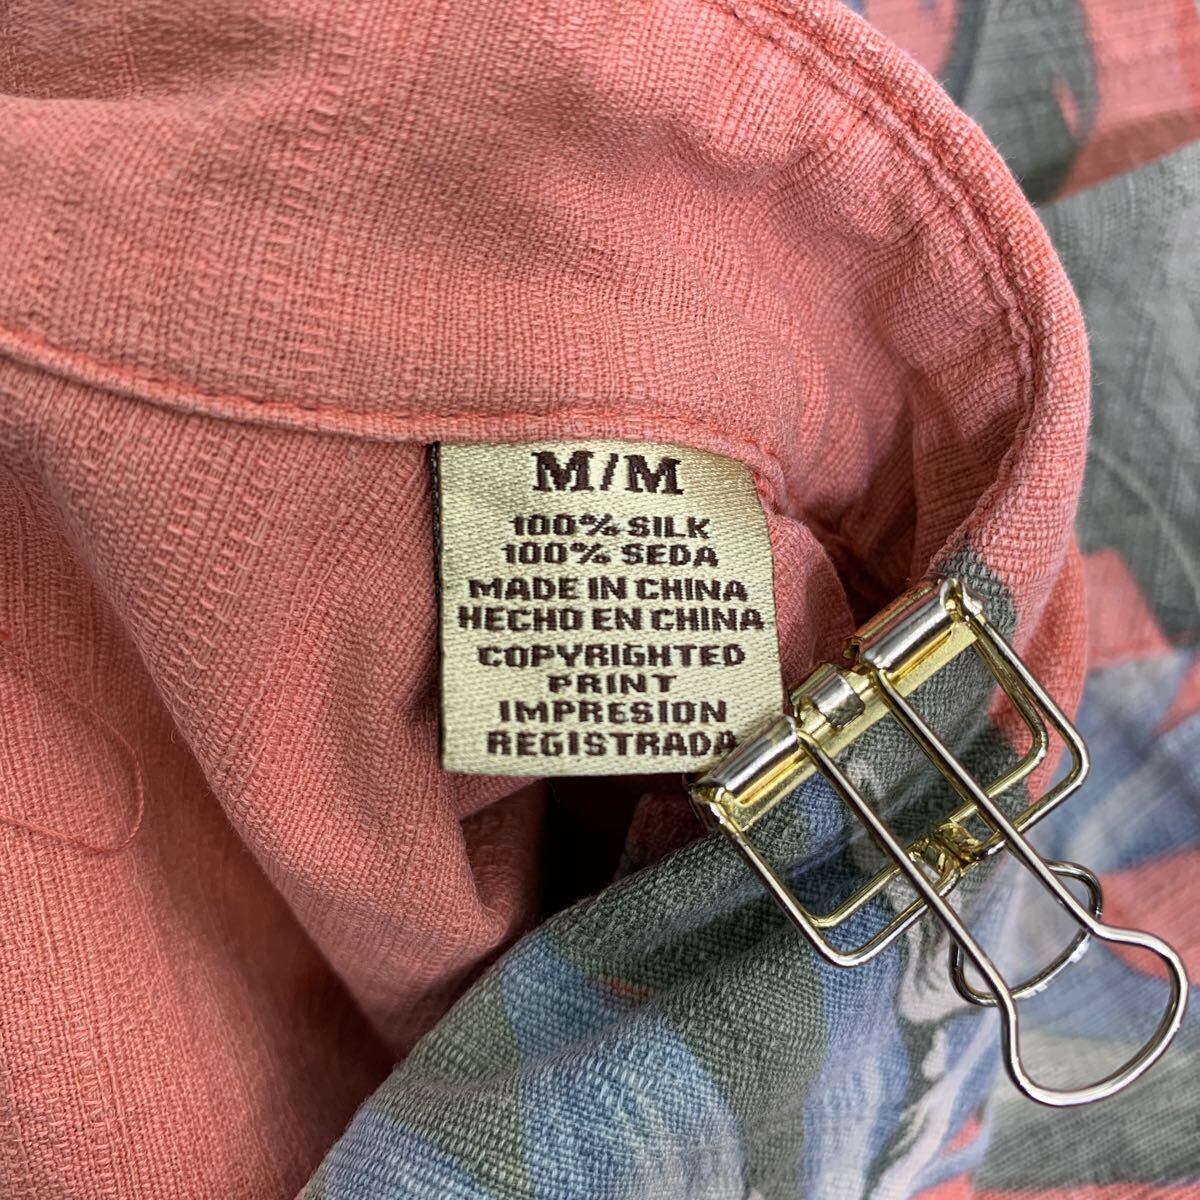 M/M
100% SILK
100% SEDA
MADE IN CHINA
HECHO EN CHINA
COPYRIGHTED
PRINT
IMPRESION
REGISTRADA